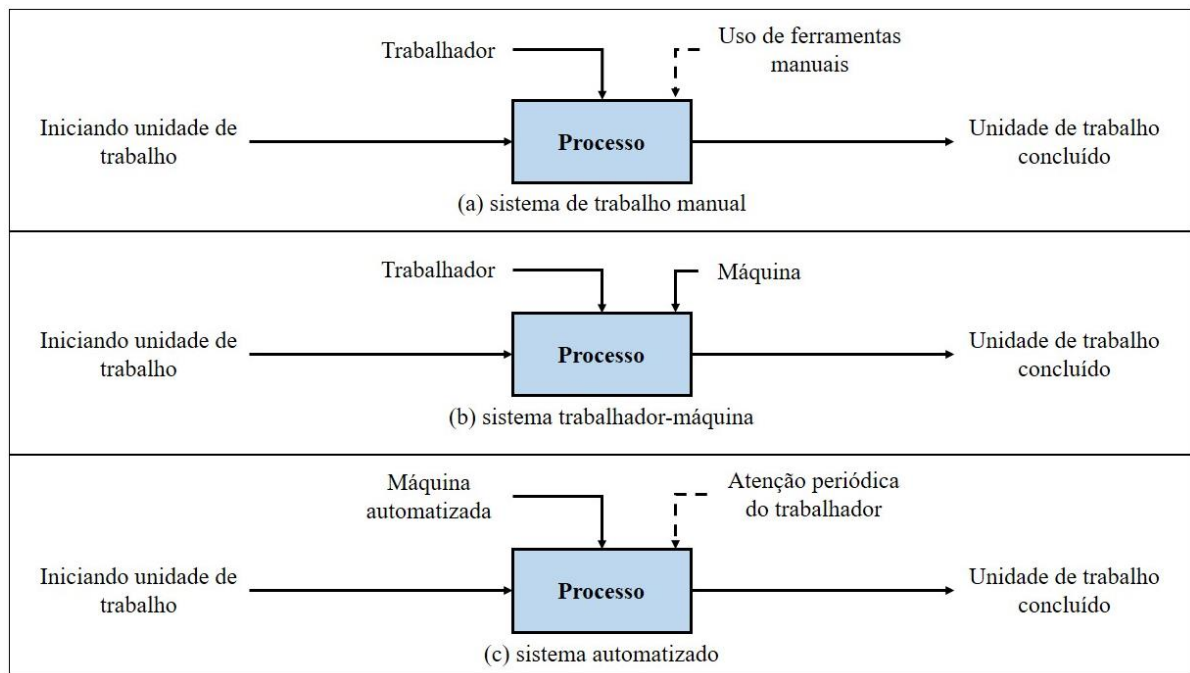 Trabalhador
Uso de ferramentas
manuais
Iniciando unidade de
trabalho
Processo
Unidade de trabalho
concluído
(a) sistema de trabalho manual
Trabalhador
Máquina
Iniciando unidade de
trabalho
Processo
Unidade de trabalho
concluído
(b) sistema trabalhador-máquina
Máquina
automatizada
Atenção periódica
do trabalhador
Iniciando unidade de
trabalho
Processo
Unidade de trabalho
concluído
(c) sistema automatizado